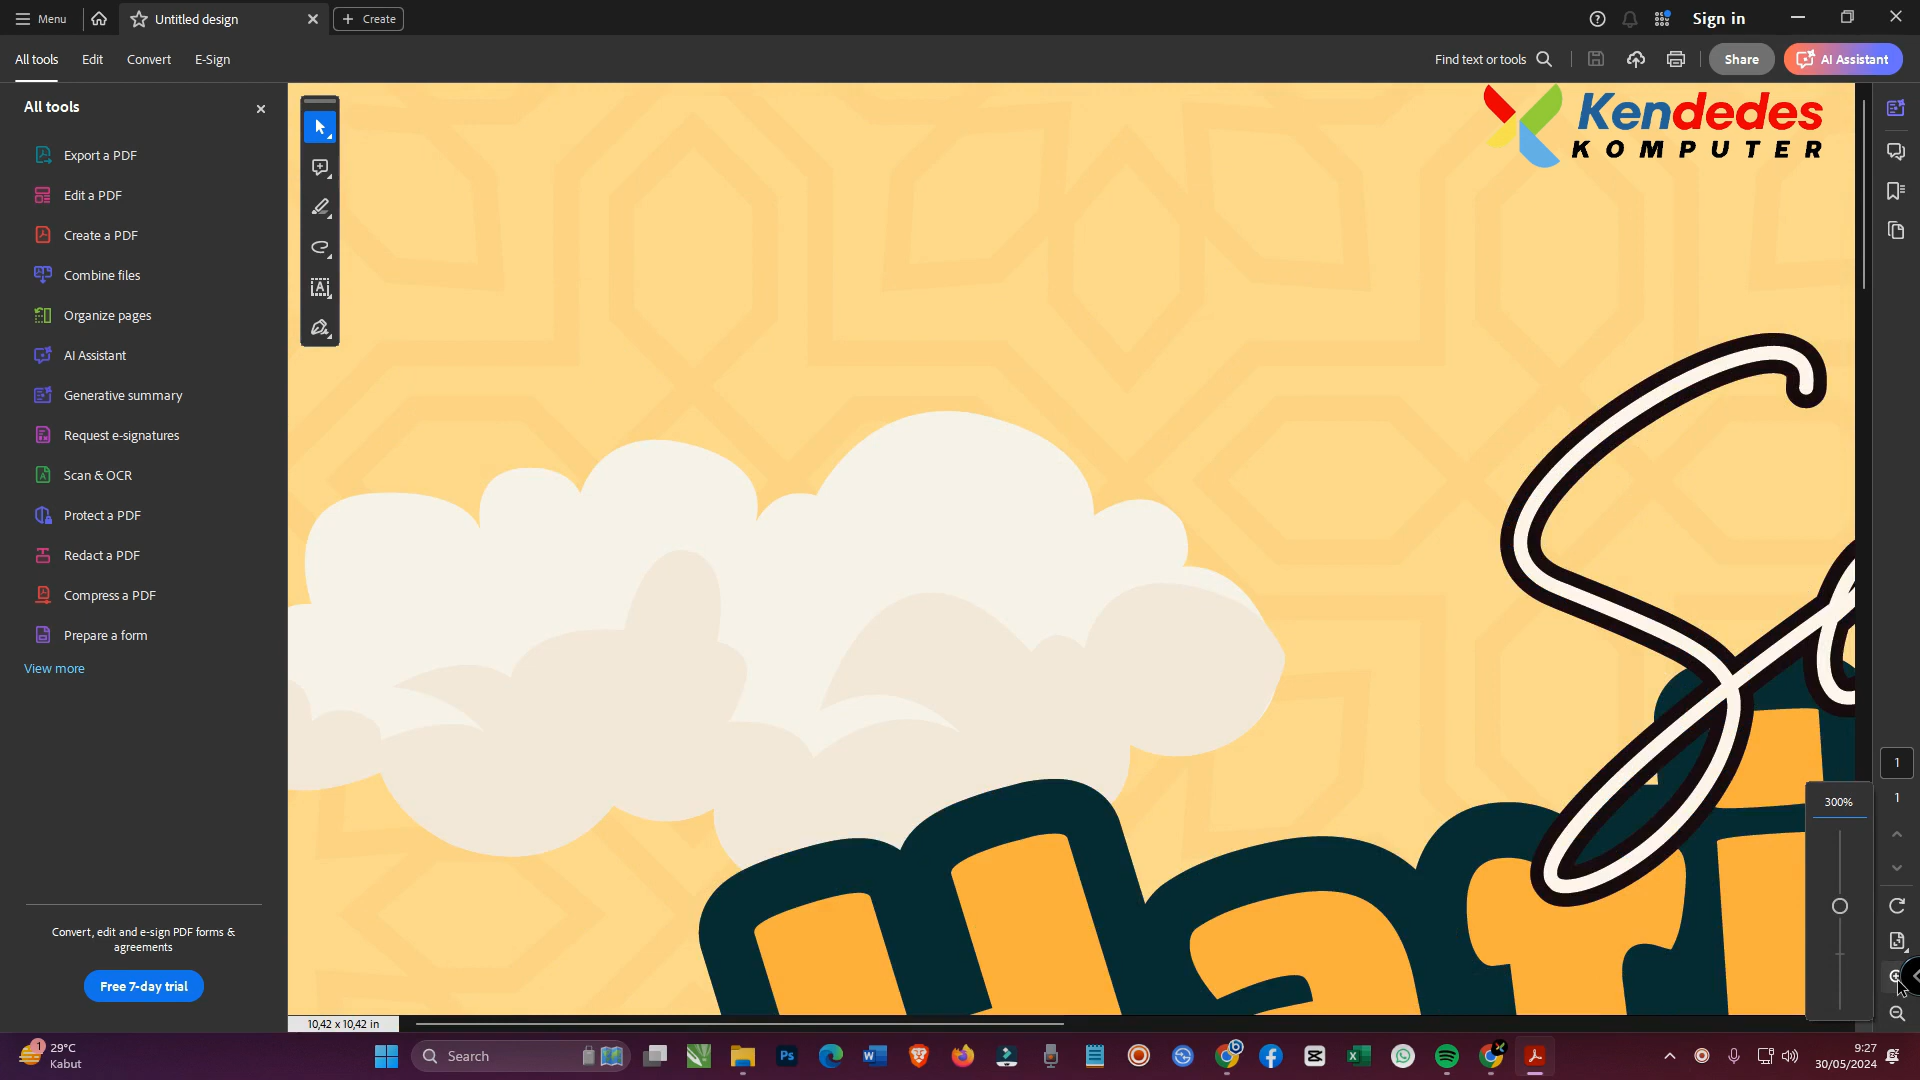 Menu
Untitled design
Create
Sign in
All tools
Edit
Convert
E-Sign
Find text or tools
Share
AI Assistant
All tools
Export a PDF
Edit a PDF
Create a PDF
Combine files
Organize pages
AI Assistant
Generative summary
Request e-signatures
Scan & OCR
Protect a PDF
Redact a PDF
Compress a PDF
Prepare a form
View more
Convert, edit and e-sign PDF forms &
agreements
Free 7-day trial
Kendedes
KOMPUTER
1
1
300%
10,42 x 10,42 in
1
29°C
Kabut
Search
9:27
30/05/2024